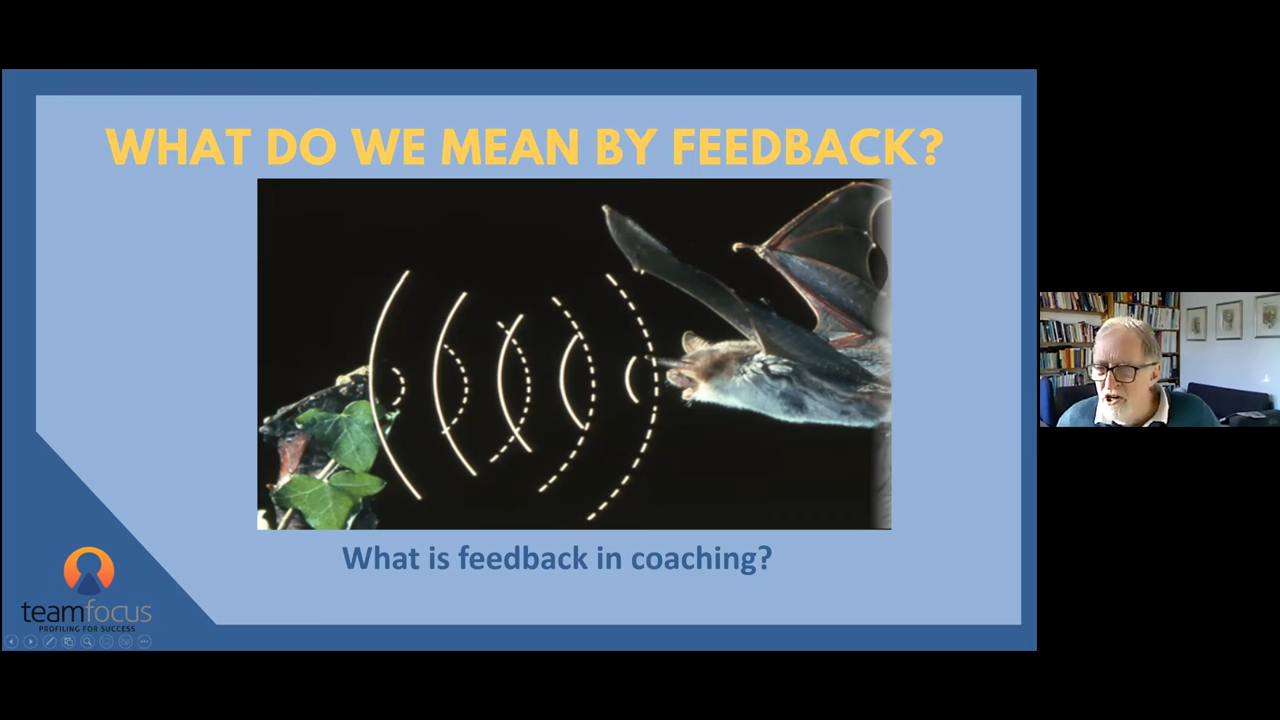 WHAT DO WE MEAN BY FEEDBACK?
What is feedback in coaching?
teamfocus
PROFILING FOR SUCCESS